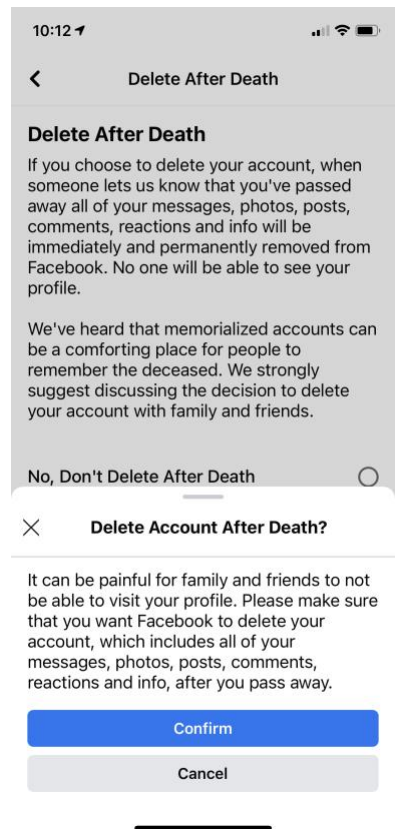 10:12
Delete After Death
Delete After Death
If you choose to delete your account, when
someone lets us know that you've passed
away all of your messages, photos, posts,
comments, reactions and info will be
immediately and permanently removed from
Facebook. No one will be able to see your
profile.
We've heard that memorialized accounts can
be a comforting place for people to
remember the deceased. We strongly
suggest discussing the decision to delete
your account with family and friends.
No, Don't Delete After Death
Delete Account After Death?
It can be painful for family and friends to not
be able to visit your profile. Please make sure
that you want Facebook to delete your
account, which includes all of your
messages, photos, posts, comments,
reactions and info, after you pass away.
Confirm
Cancel